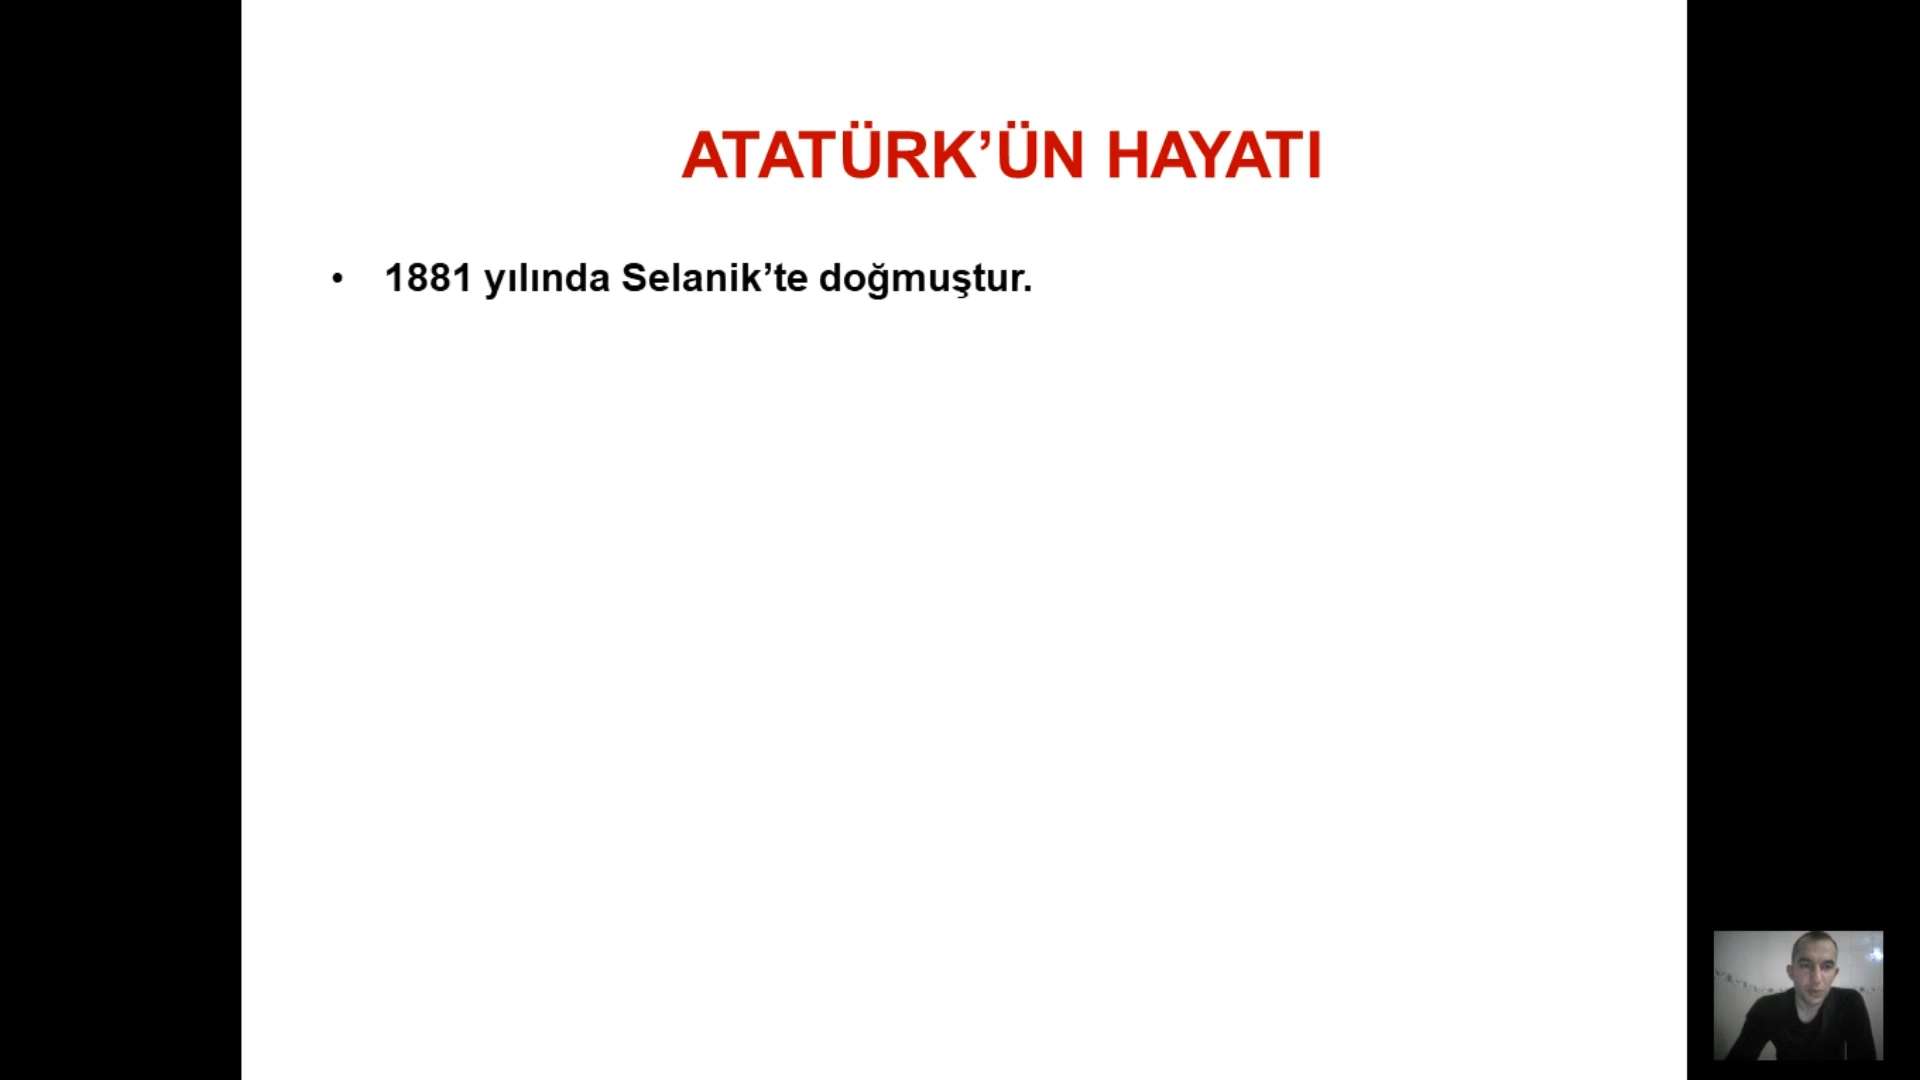 ATATÜRK’ÜN HAYATI
• 1881 yılında Selanik’te doğmuştur.